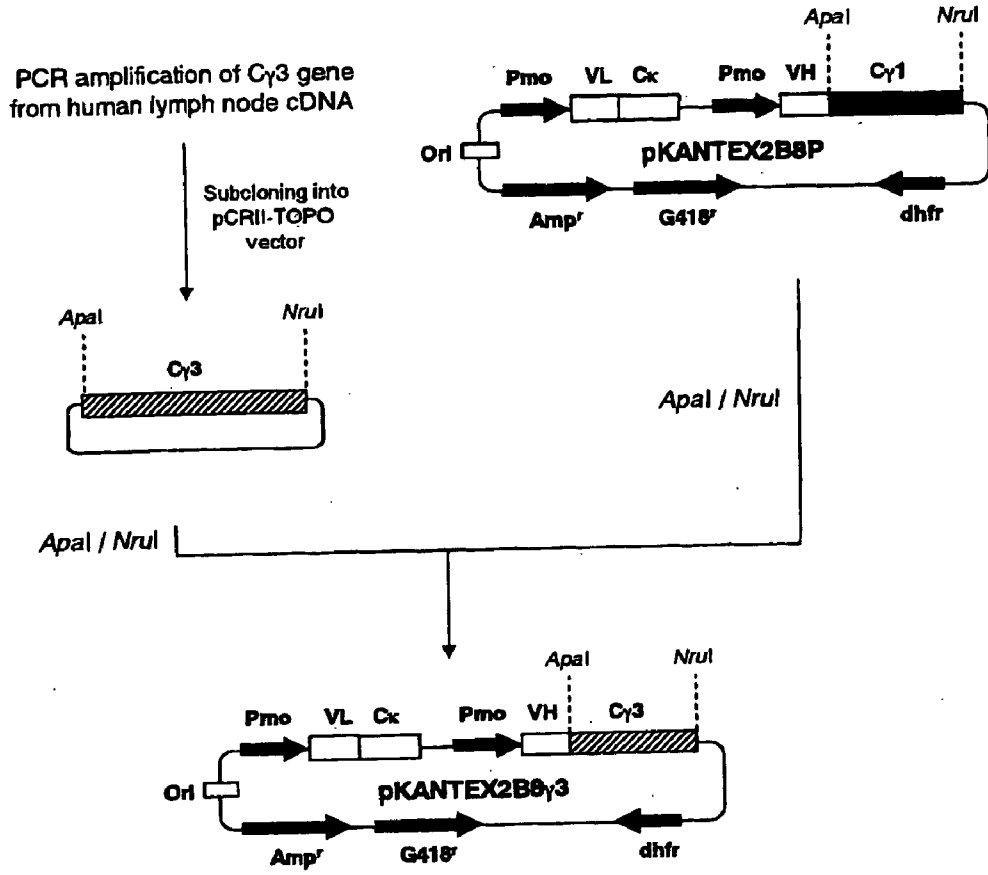 PCR amplification of Cγ3 gene
from human lymph node cDNA
Subcloning into
pCRII-TOPO
vector
ApaI NruI
Cγ3
ApaI / NruI
ApaI NruI
Pmo VL Cκ Pmo VH Cγ1
Ori
pKANTEX2B8P
Ampʳ G418ʳ dhfr
ApaI / NruI
ApaI NruI
Pmo VL Cκ Pmo VH Cγ3
Ori
pKANTEX2B8γ3
Ampʳ G418ʳ dhfr